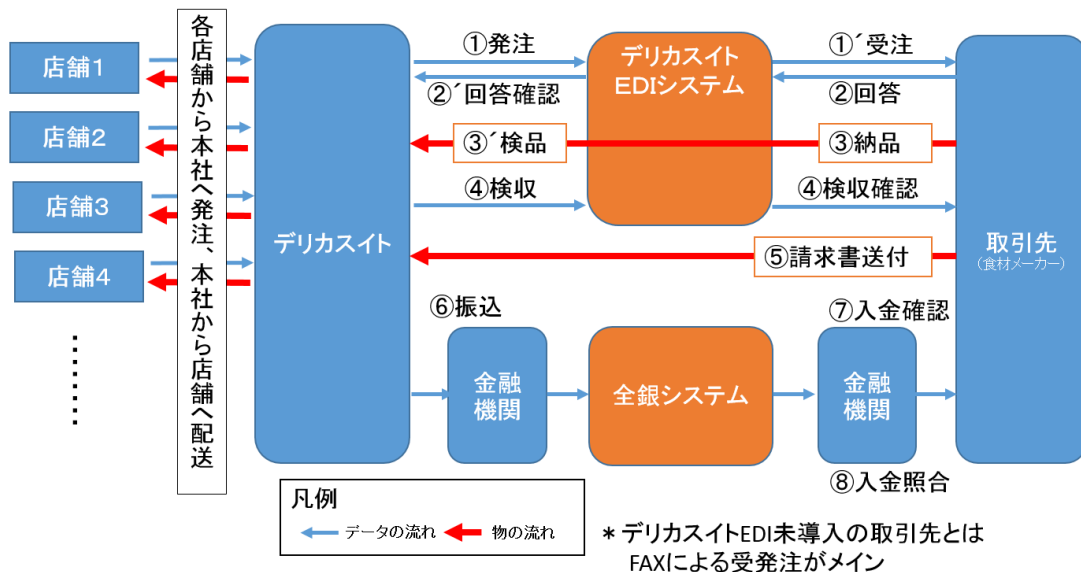 店舗1
店舗2
店舗3
店舗4
各店舗から本社へ発注、本社から店舗へ配送
デリカスイト
①発注
②´回答確認
③´検品
④検収
デリカスイト
EDIシステム
①´受注
②回答
③納品
④検収確認
⑤請求書送付
取引先
（食材メーカー）
⑥振込
金融
機関
全銀システム
⑦入金確認
金融
機関
⑧入金照合
凡例
データの流れ
物の流れ
＊デリカスイトEDI未導入の取引先とは
FAXによる受発注がメイン